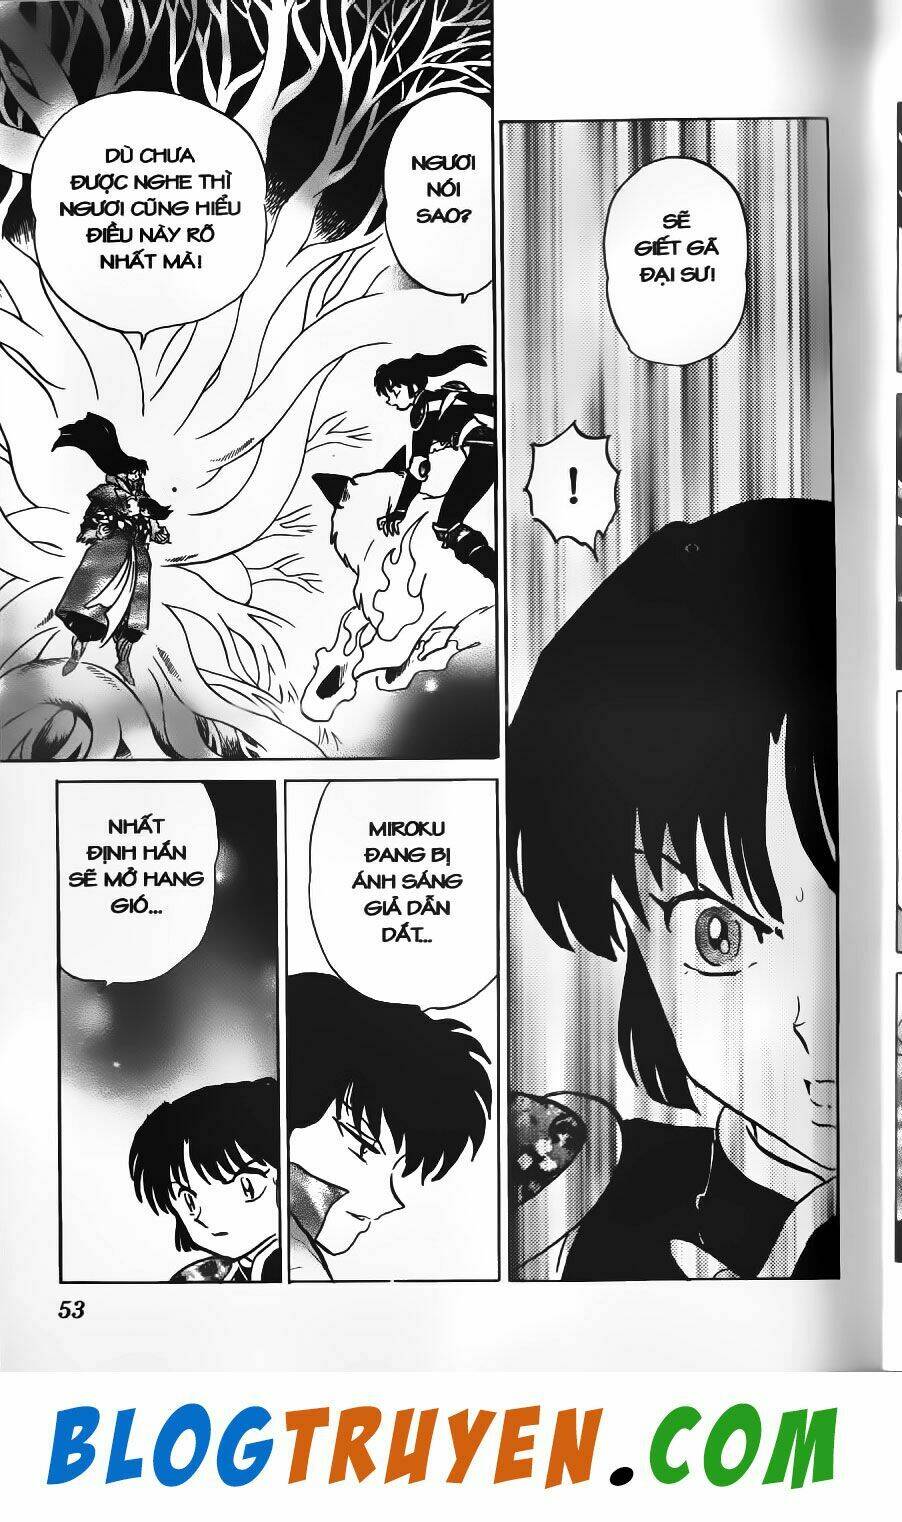 SẼ
GIẾT GÃ
ĐẠI SƯ!
!
NGƯƠI
NÓI
SAO?
DÙ CHƯA
ĐƯỢC NGHE THÌ
NGƯƠI CŨNG HIỂU
ĐIỀU NÀY RÕ
NHẤT MÀ!
MIROKU
ĐANG BỊ
ÁNH SÁNG
GIẢ DẪN
DẮT...
NHẤT
ĐỊNH HẮN
SẼ MỞ HANG
GIÓ...
53
BLOGTRUYEN.COM